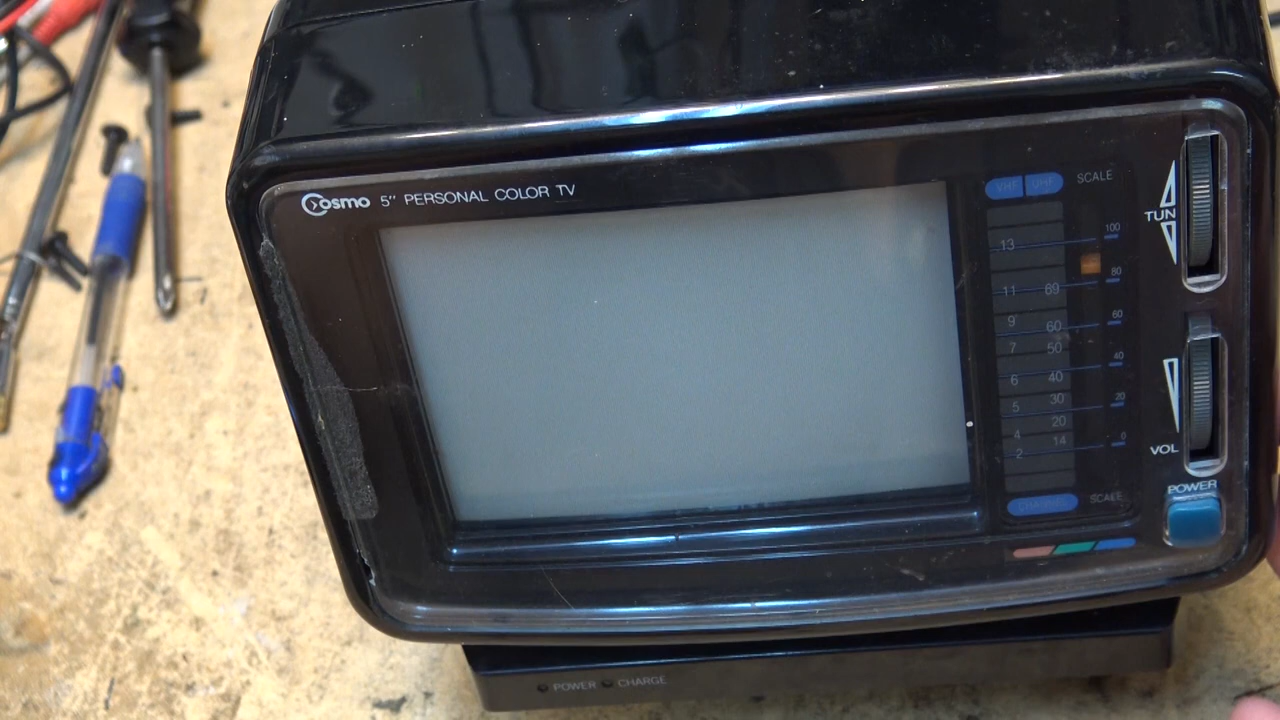 Cosmo 5" PERSONAL COLOR TV
VHF UHF SCALE
TUN
13 100
80
11 69
9 60 60
7 50
6 40 40
5 30 20
4 20
2 14 0
VOL
CHANNEL SCALE
POWER
POWER CHARGE